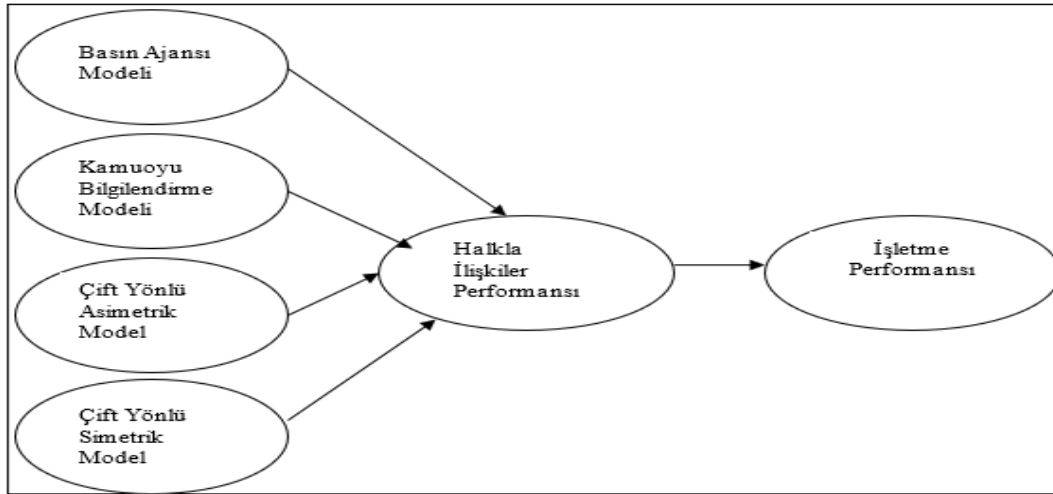 Basın Ajansı
Modeli
Kamuoyu
Bilgilendirme
Modeli
Çift Yönlü
Asimetrik
Model
Çift Yönlü
Simetrik
Model
Halkla
İlişkiler
Performansı
İşletme
Performansı